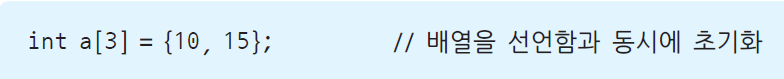 int a[3] = {10, 15};	// 배열을 선언함과 동시에 초기화